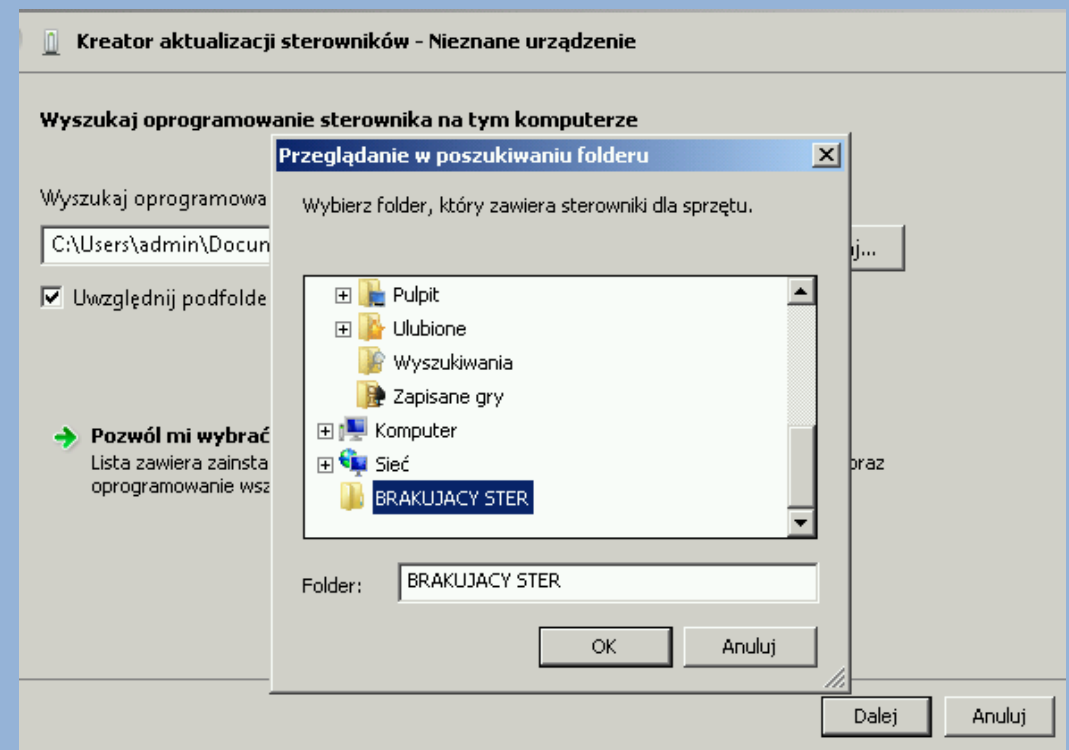 Kreator aktualizacji sterowników - Nieznane urządzenie
Wyszukaj oprogramowanie sterownika na tym komputerze
Przeglądanie w poszukiwaniu folderu
Wyszukaj oprogramowa
Wybierz folder, który zawiera sterowniki dla sprzętu.
C:\Users\admin\Docun
j...
Uwzględnij podfolde
Pulpit
Ulubione
Wyszukiwania
Zapisane gry
Komputer
Sieć
BRAKUJACY STER
Pozwól mi wybrać
Lista zawiera zainsta
oraz
oprogramowanie wsz
Folder:
BRAKUJACY STER
OK
Anuluj
Dalej
Anuluj